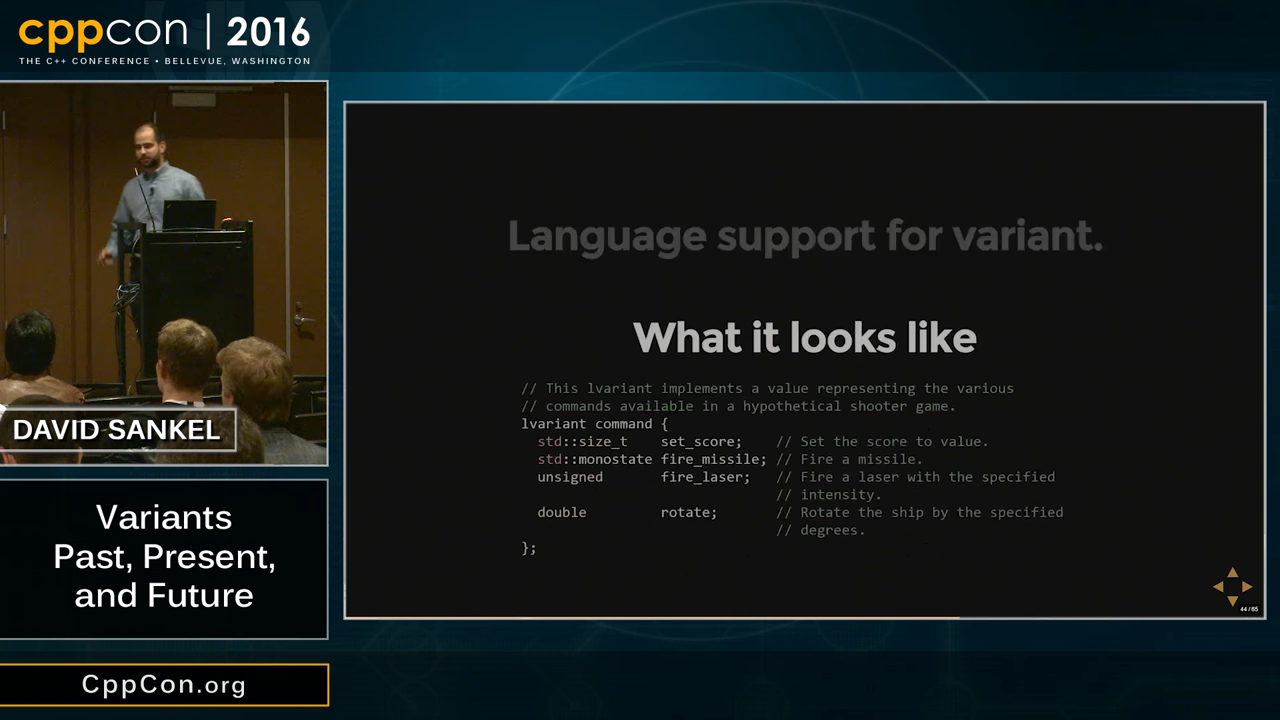 cppcon | 2016
THE C++ CONFERENCE • BELLEVUE, WASHINGTON
DAVID SANKEL
Variants
Past, Present,
and Future
CppCon.org
Language support for variant.
What it looks like
// This lvariant implements a value representing the various
// commands available in a hypothetical shooter game.
lvariant command {
std::size_t set_score; // Set the score to value.
std::monostate fire_missile; // Fire a missile.
unsigned fire_laser; // Fire a laser with the specified
// intensity.
double rotate; // Rotate the ship by the specified
// degrees.
};
44 / 65